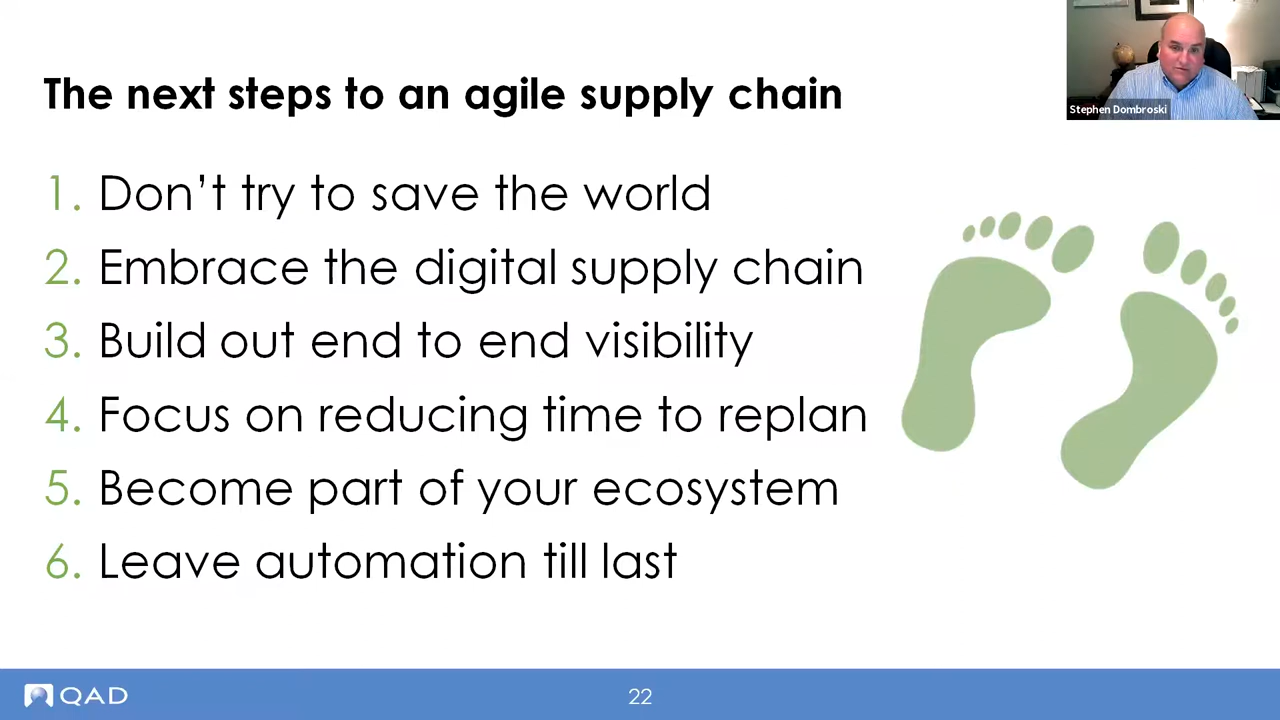 The next steps to an agile supply chain
Stephen Dombroski
1. Don’t try to save the world
2. Embrace the digital supply chain
3. Build out end to end visibility
4. Focus on reducing time to replan
5. Become part of your ecosystem
6. Leave automation till last
QAD
22